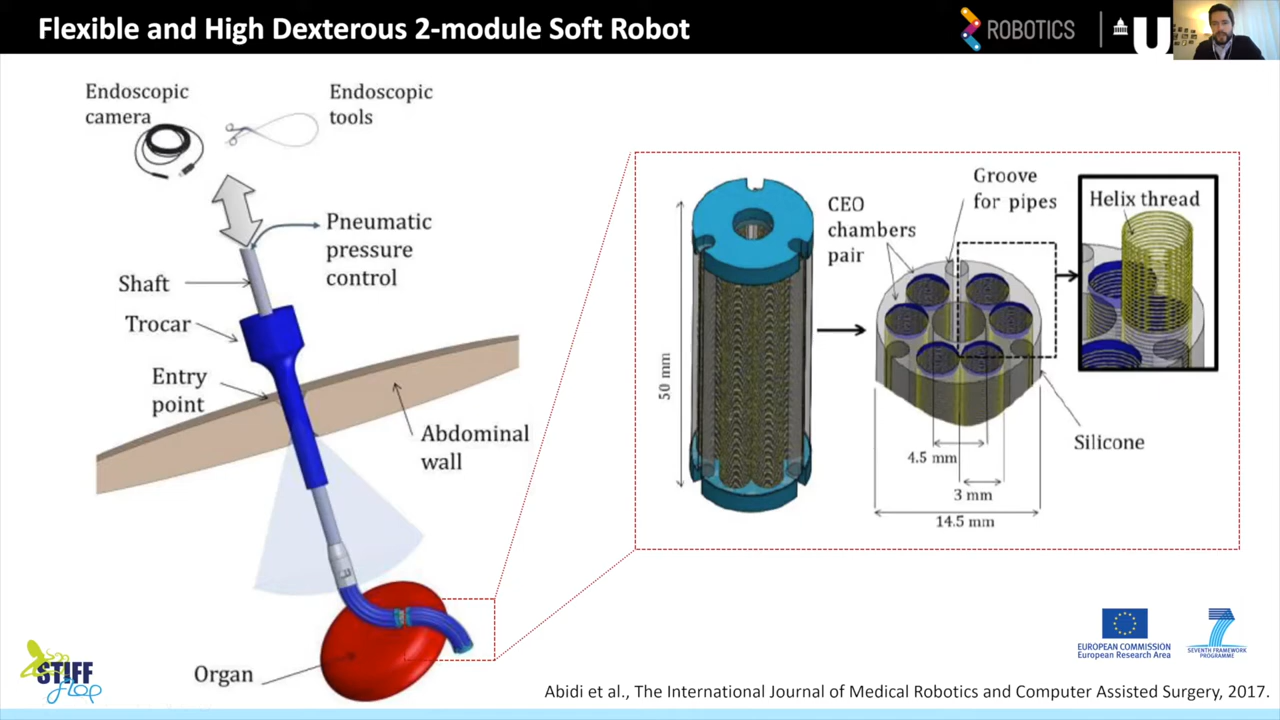 Flexible and High Dexterous 2-module Soft Robot
ROBOTICS
U
Endoscopic
camera
Endoscopic
tools
Pneumatic
pressure
control
Shaft
Trocar
Entry
point
Abdominal
wall
Organ
50 mm
CEO
chambers
pair
Groove
for pipes
Helix thread
Silicone
4.5 mm
3 mm
14.5 mm
STIFF
flop
EUROPEAN COMMISSION
European Research Area
SEVENTH FRAMEWORK
PROGRAMME
Abidi et al., The International Journal of Medical Robotics and Computer Assisted Surgery, 2017.